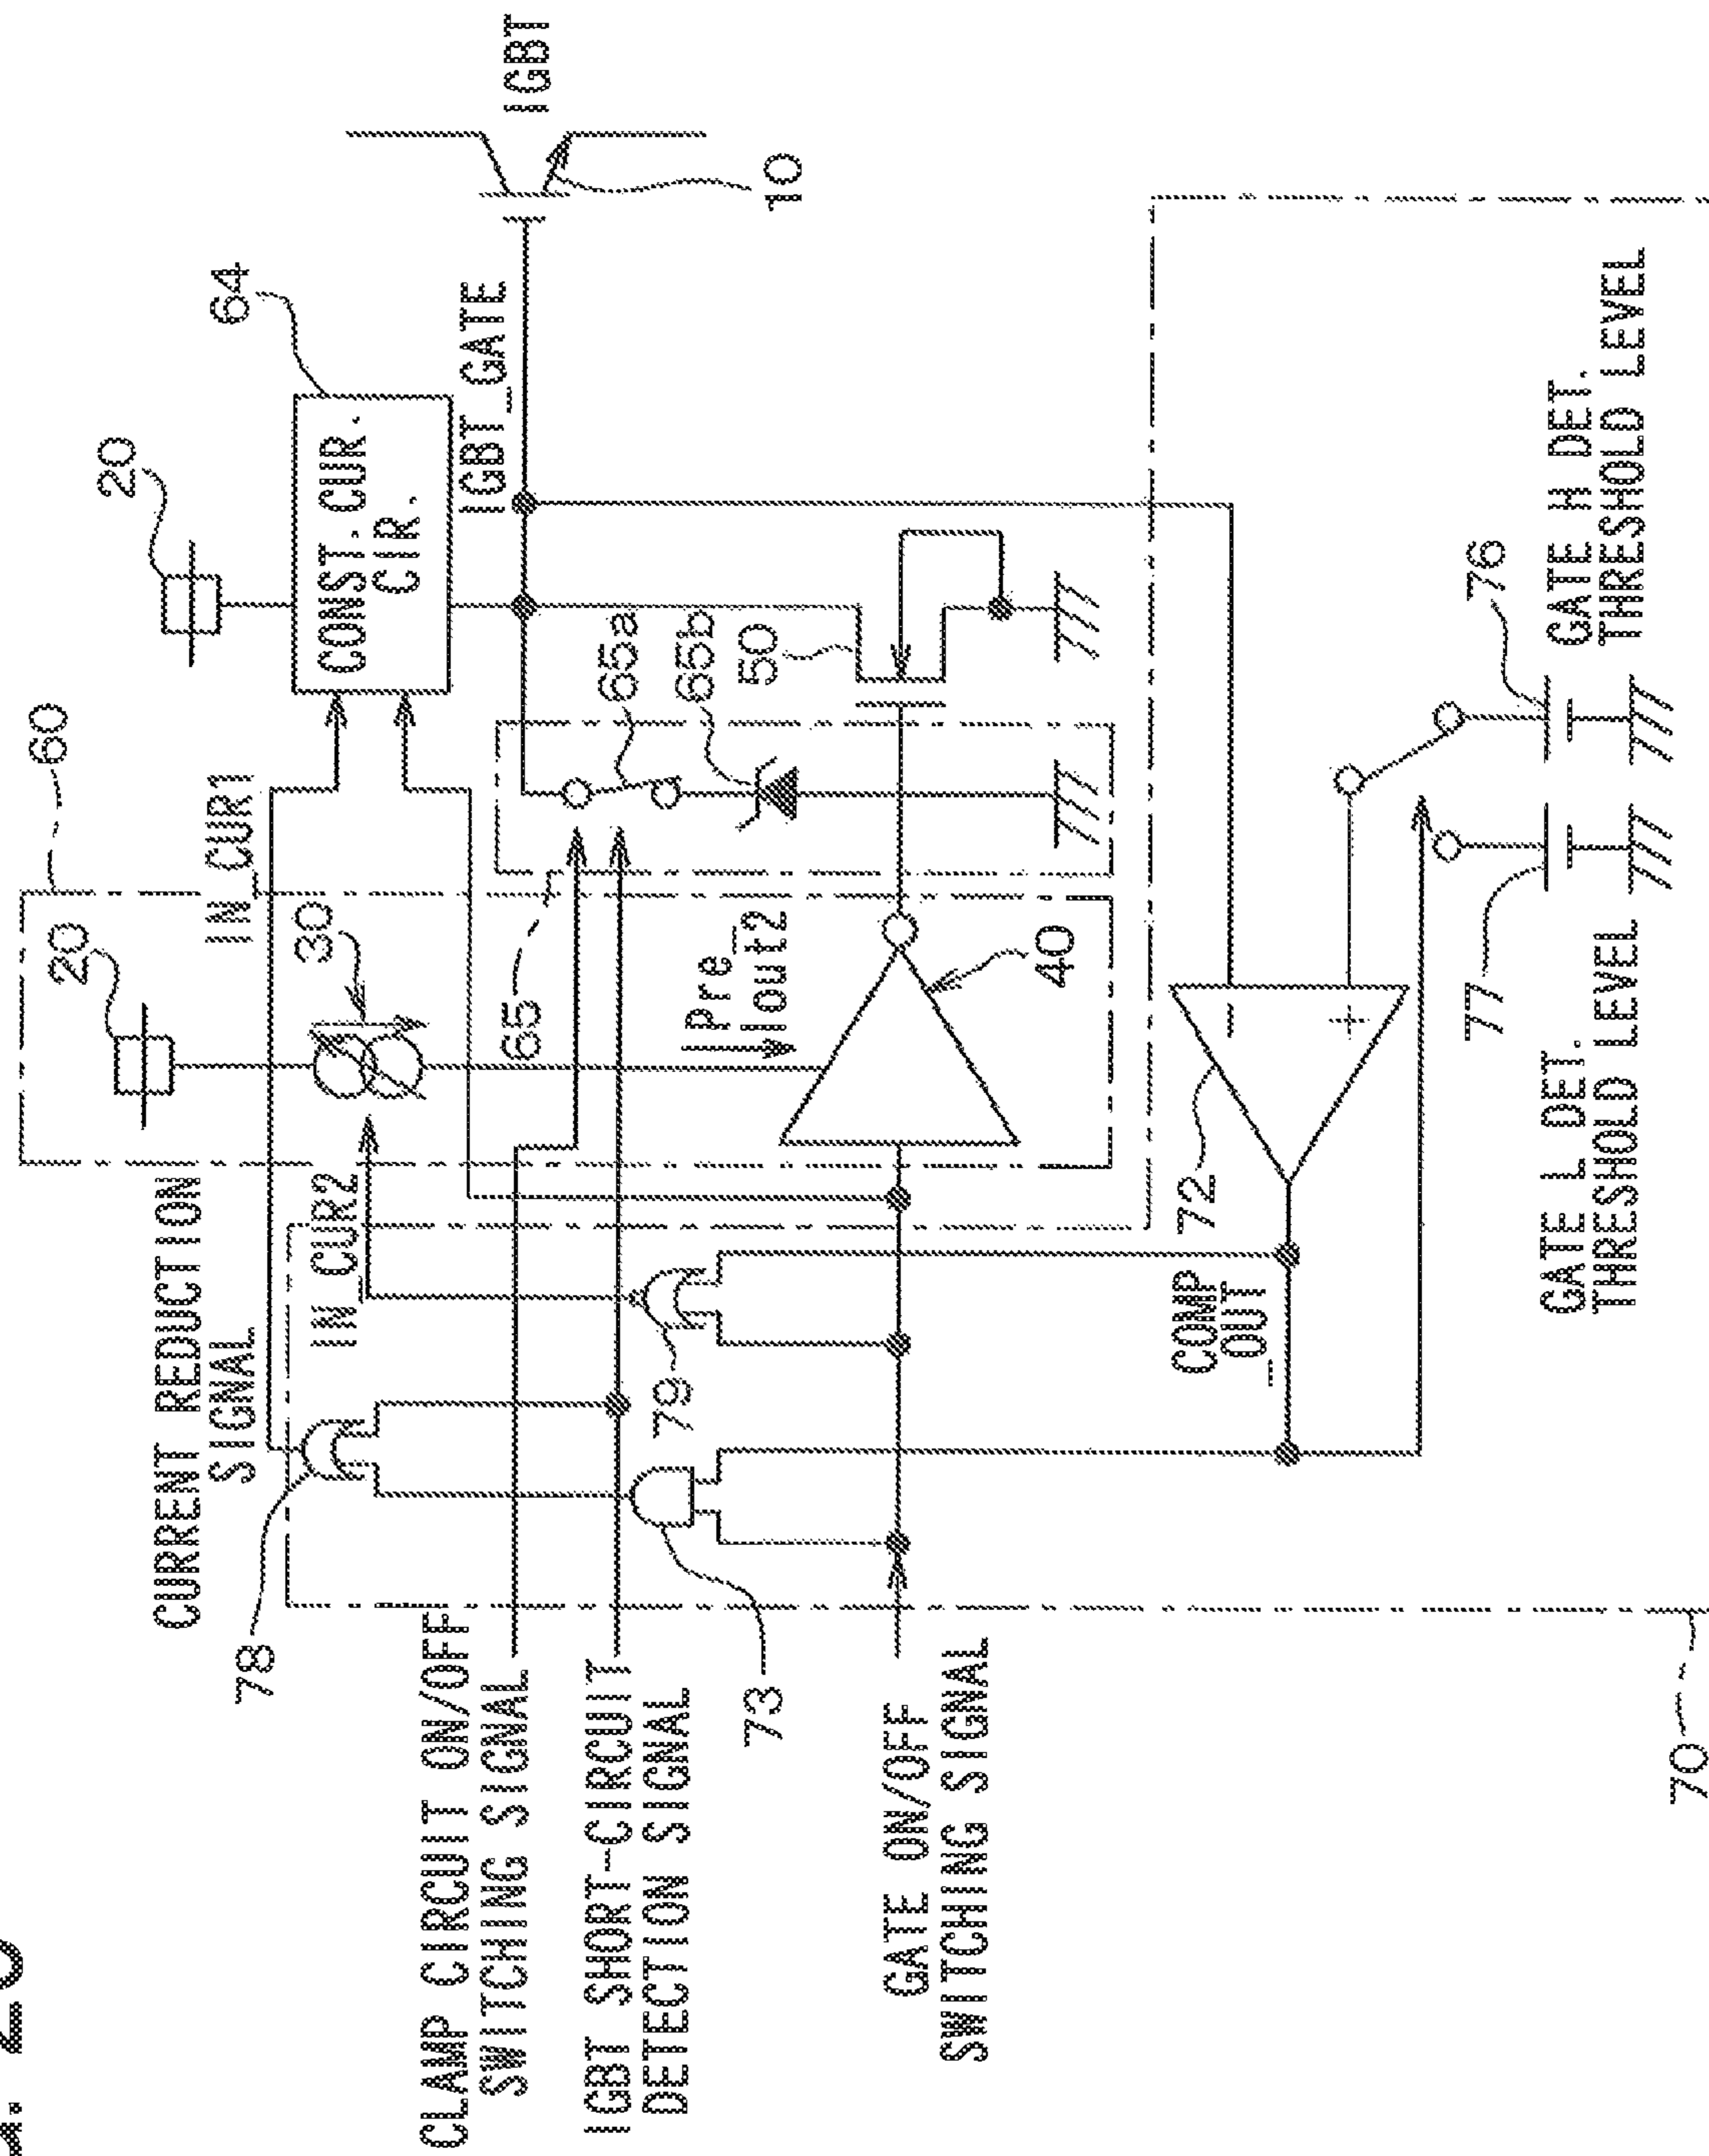 20
60
20
64
IGBT
CURRENT REDUCTION
SIGNAL
IN_CUR1
CONST. CUR.
CIR.
78
IN_CUR2
30
IGBT_GATE
10
CLAMP CIRCUIT ON/OFF
SWITCHING SIGNAL
65
65a
65b
IGBT SHORT-CIRCUIT
DETECTION SIGNAL
79
Pre_
Iout2
50
73
GATE ON/OFF
SWITCHING SIGNAL
40
COMP
_OUT
72
-
+
77
76
GATE L DET.
THRESHOLD LEVEL
GATE H DET.
THRESHOLD LEVEL
70